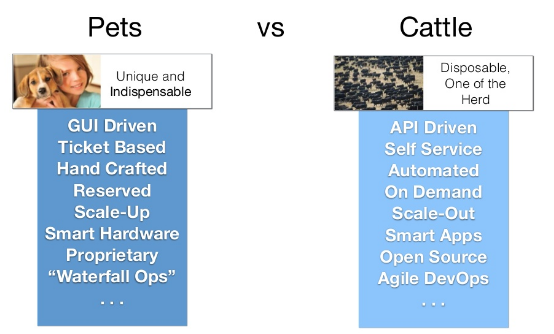 Pets vs Cattle
Unique and
Indispensable
GUI Driven
Ticket Based
Hand Crafted
Reserved
Scale-Up
Smart Hardware
Proprietary
“Waterfall Ops”
. . .
Disposable,
One of the
Herd
API Driven
Self Service
Automated
On Demand
Scale-Out
Smart Apps
Open Source
Agile DevOps
. . .